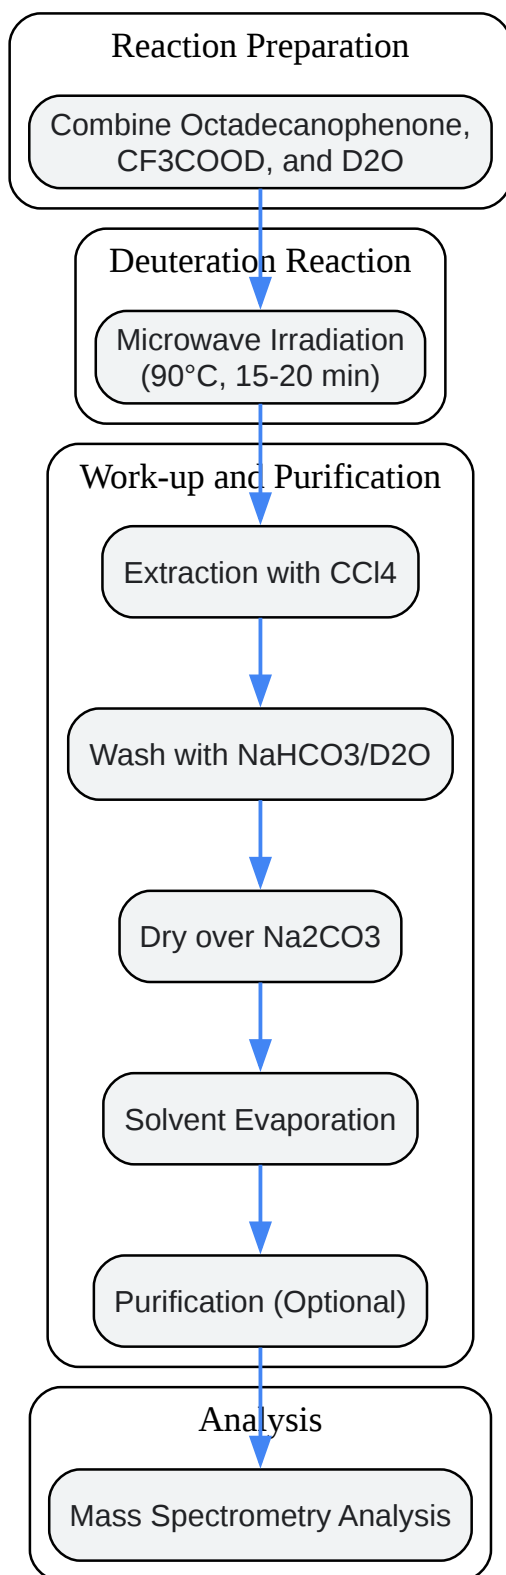 Reaction Preparation
Combine Octadecanophenone,
CF3COOD, and D2O
Deuteration Reaction
Microwave Irradiation
(90°C, 15-20 min)
Work-up and Purification
Extraction with CCl4
Wash with NaHCO3/D2O
Dry over Na2CO3
Solvent Evaporation
Purification (Optional)
Analysis
Mass Spectrometry Analysis